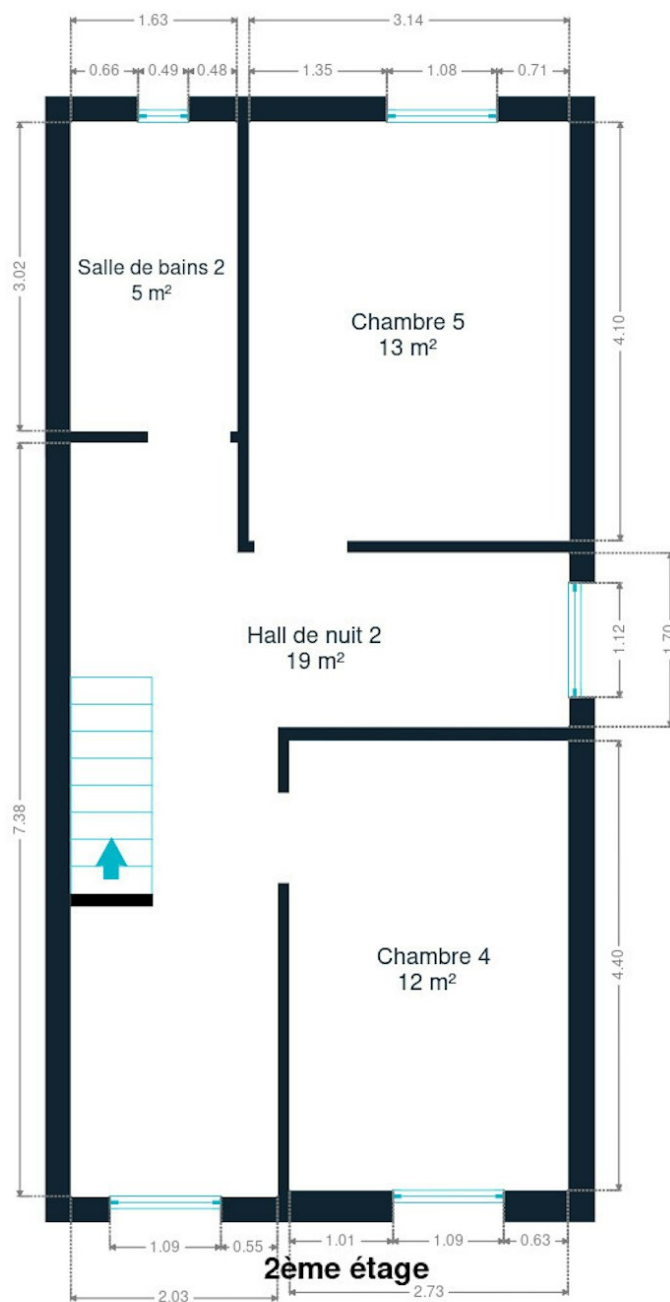 1.63
3.14
0.66
0.49
0.48
1.35
1.08
0.71
3.02
Salle de bains 2
5 m²
Chambre 5
13 m²
4.10
Hall de nuit 2
19 m²
1.12
1.70
7.38
Chambre 4
12 m²
4.40
1.09
0.55
1.01
1.09
0.63
2ème étage
2.03
2.73